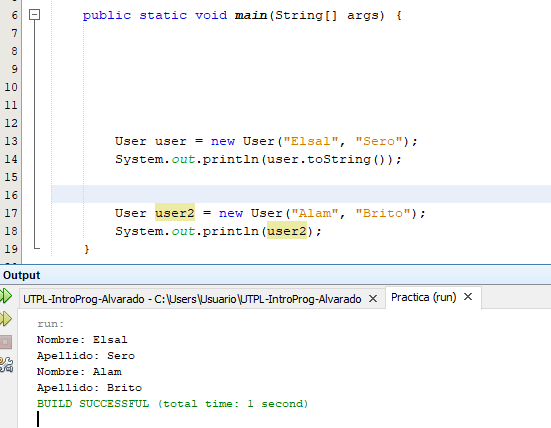 6 public static void main(String[] args) {
7
8
9
10
11
12
13 User user = new User("Elsal", "Sero");
14 System.out.println(user.toString());
15
16
17 User user2 = new User("Alam", "Brito");
18 System.out.println(user2);
19 }
Output
UTPL-IntroProg-Alvarado - C:\Users\Usuario\UTPL-IntroProg-Alvarado × Practica (run) ×
run:
Nombre: Elsal
Apellido: Sero
Nombre: Alam
Apellido: Brito
BUILD SUCCESSFUL (total time: 1 second)